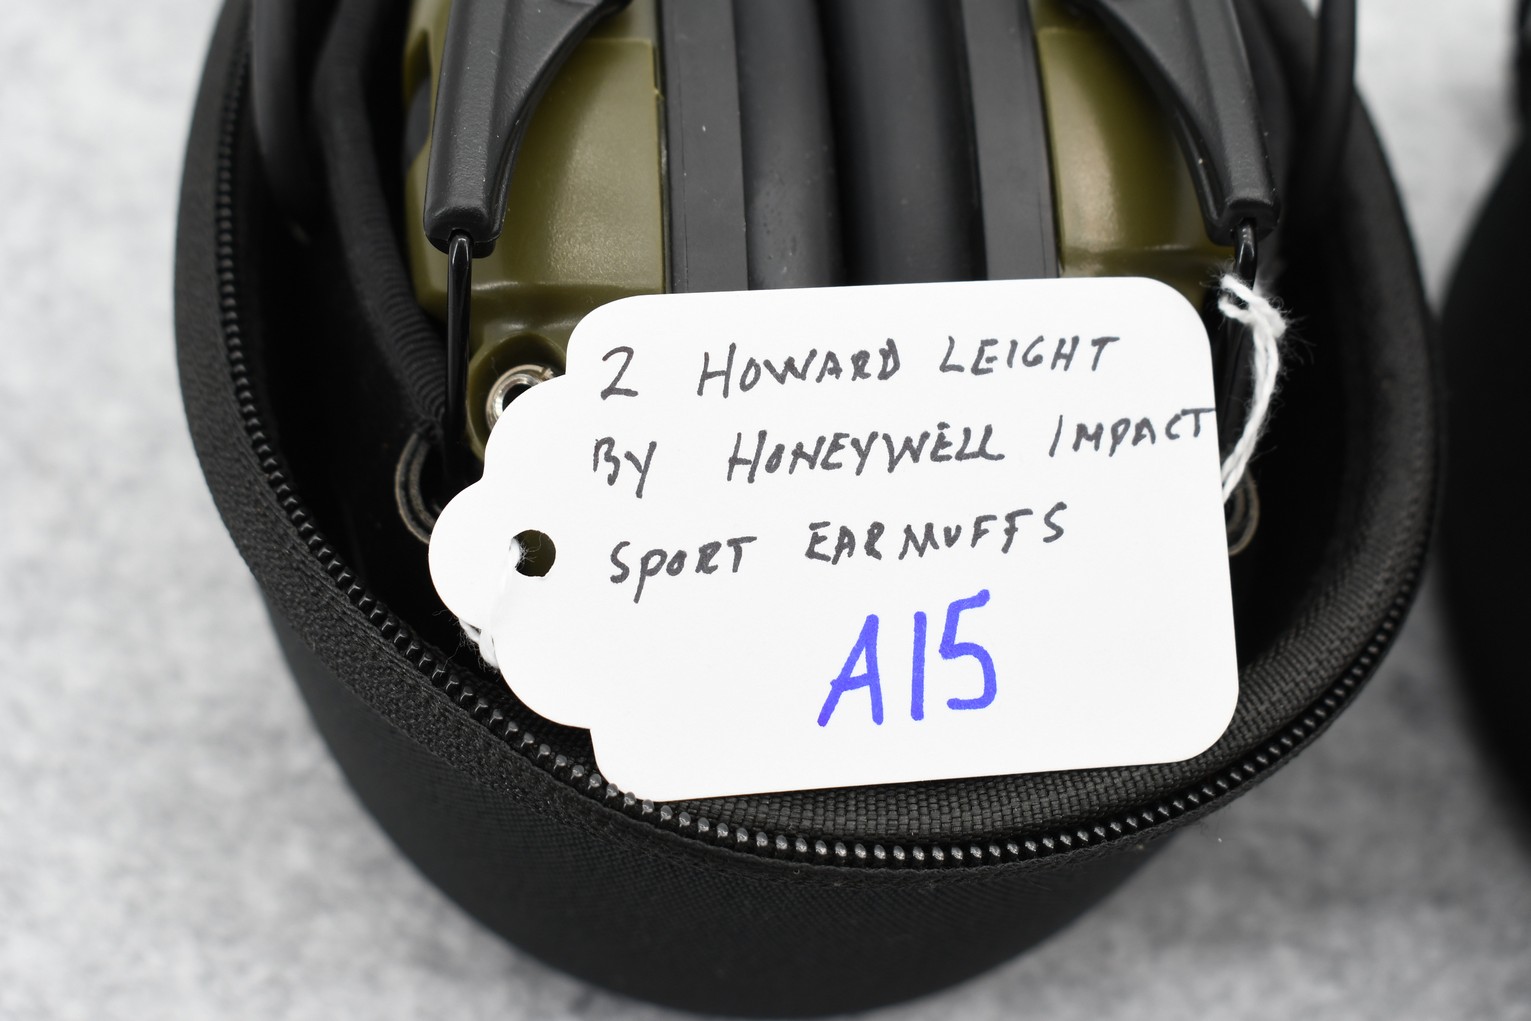 2 HOWARD LEIGHT
BY HONEYWELL IMPACT
SPORT EARMUFFS
A15